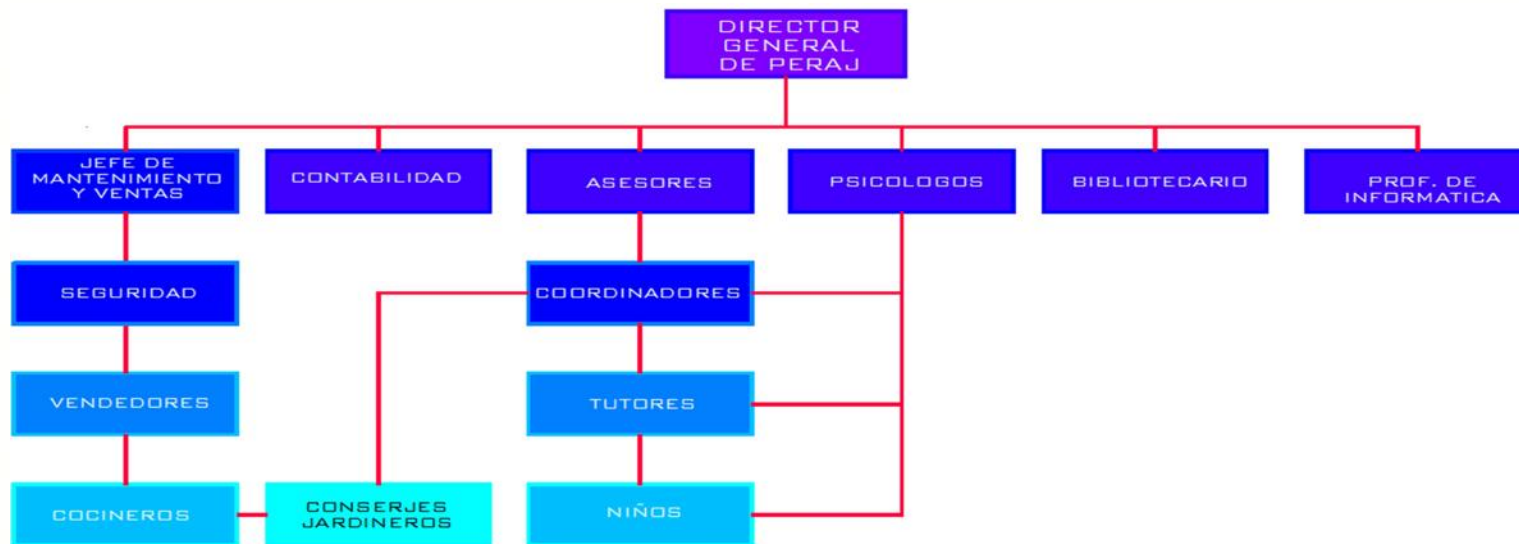 DIRECTOR
GENERAL
DE PERAJ
JEFE DE
MANTENIMIENTO
Y VENTAS
CONTABILIDAD
ASESORES
PSICOLOGOS
BIBLIOTECARIO
PROF. DE
INFORMATICA
SEGURIDAD
COORDINADORES
VENDEDORES
TUTORES
COCINEROS
CONSERJES
JARDINEROS
NIÑOS